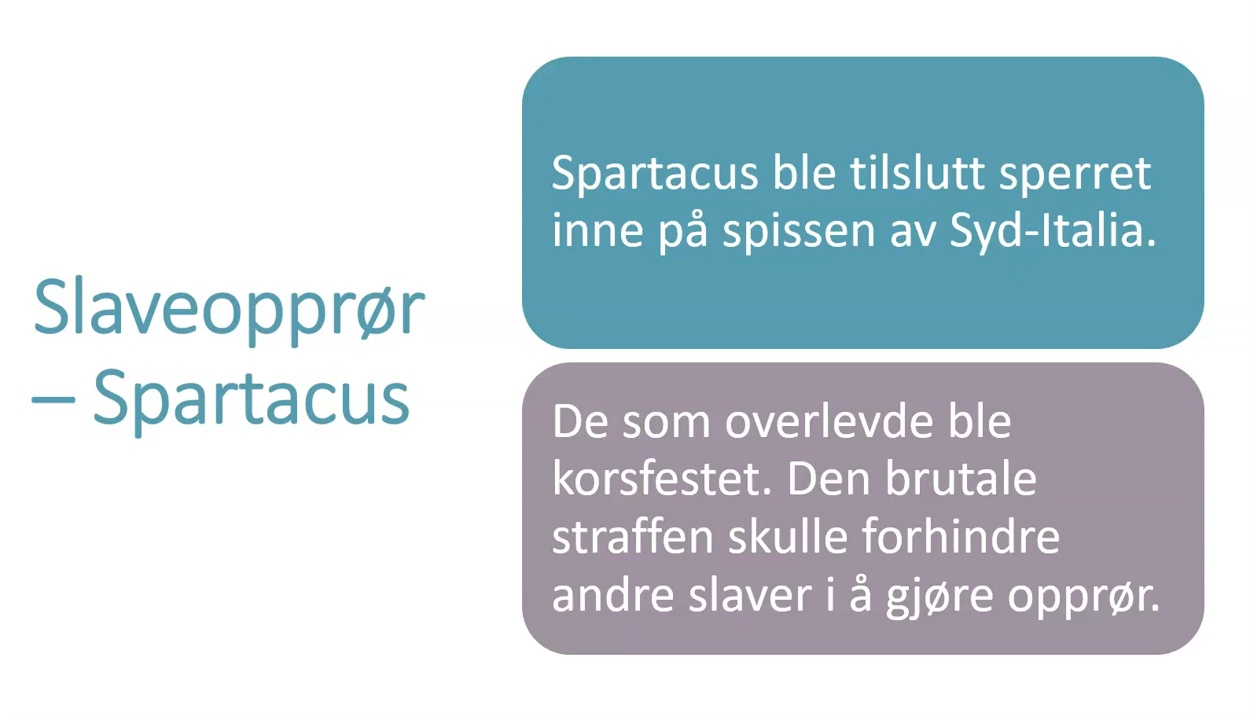 Slaveopprør
– Spartacus
Spartacus ble tilslutt sperret
inne på spissen av Syd-Italia.
De som overlevde ble
korsfestet. Den brutale
straffen skulle forhindre
andre slaver i å gjøre opprør.